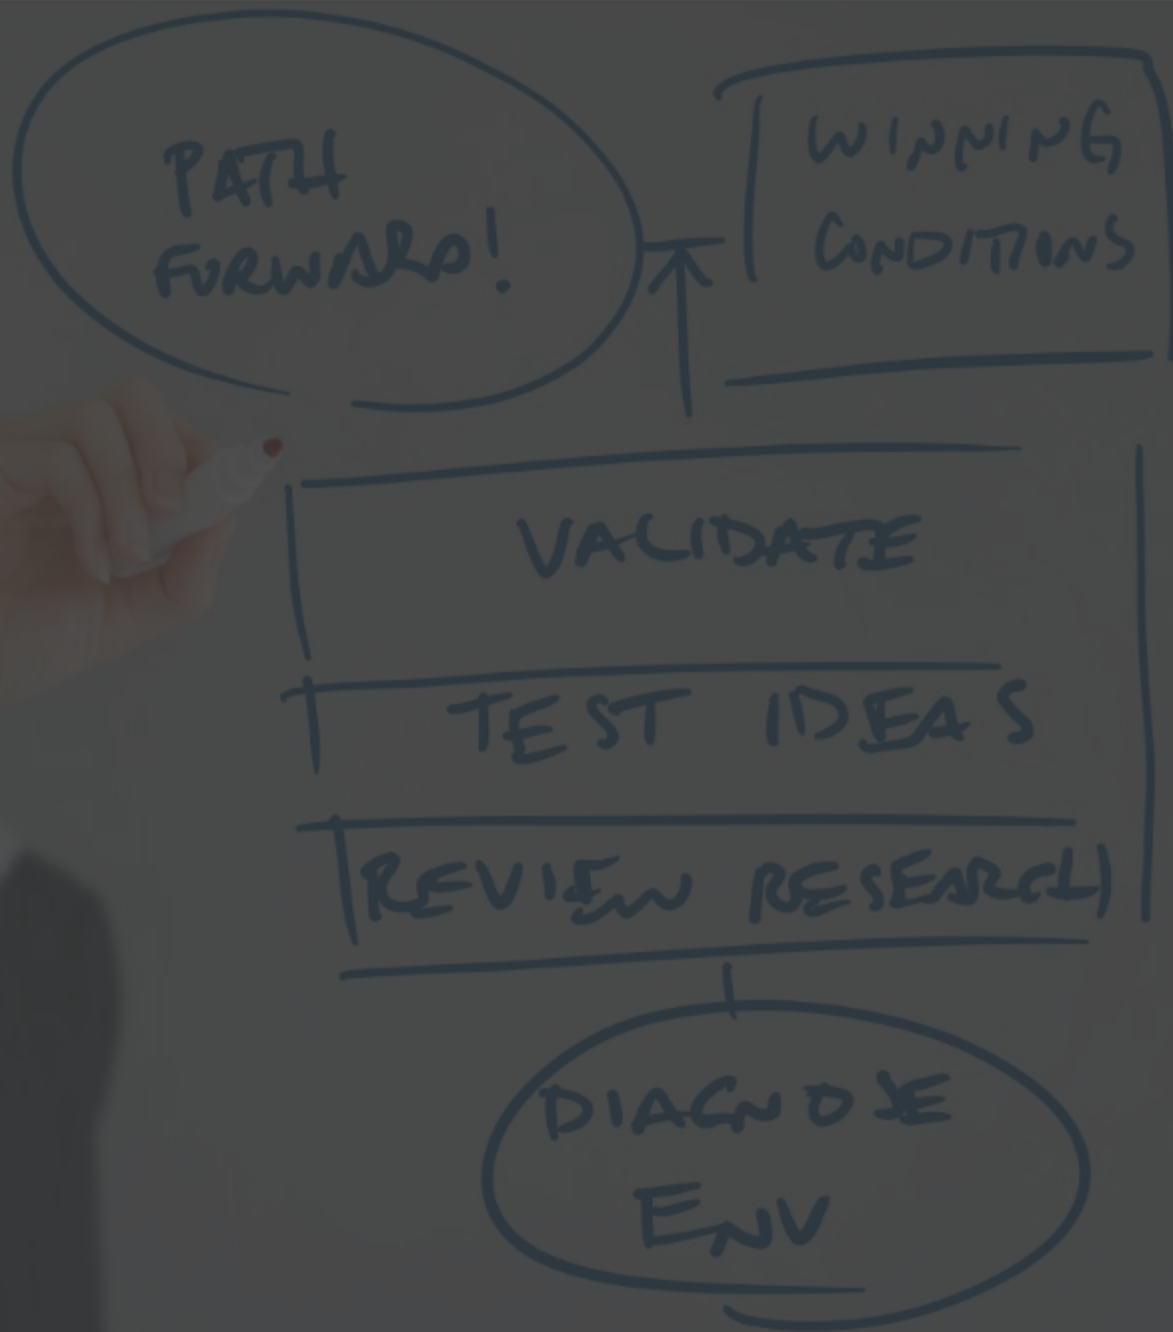 PATH
FORWARD!
WINNING
CONDITIONS
VALIDATE
TEST IDEAS
REVIEW RESEARCH
DIAGNOSE
ENV